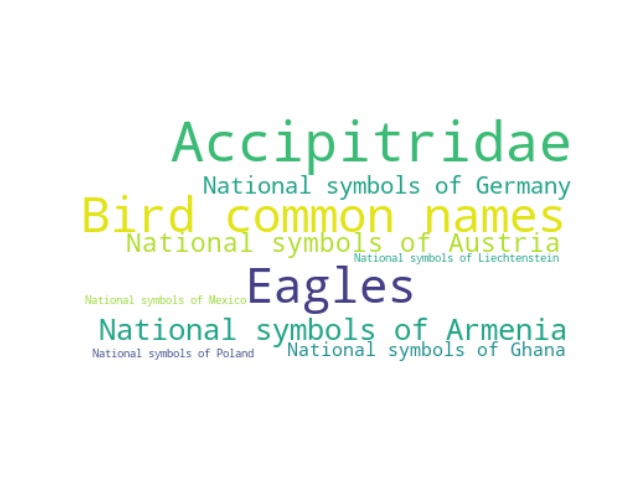 Accipitridae
National symbols of Germany
Bird common names
National symbols of Austria
National symbols of Liechtenstein
Eagles
National symbols of Mexico
National symbols of Armenia
National symbols of Ghana
National symbols of Poland